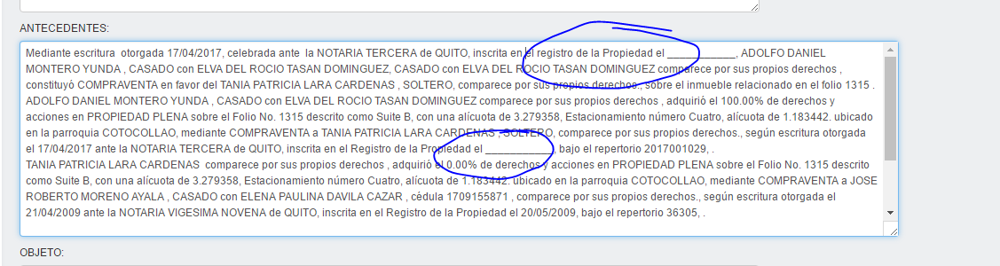 ANTECEDENTES:
Mediante escritura otorgada 17/04/2017, celebrada ante la NOTARIA TERCERA de QUITO, inscrita en el registro de la Propiedad el ____________, ADOLFO DANIEL
MONTERO YUNDA , CASADO con ELVA DEL ROCIO TASAN DOMINGUEZ, CASADO con ELVA DEL ROCIO TASAN DOMINGUEZ comparece por sus propios derechos ,
constituyó COMPRAVENTA en favor del TANIA PATRICIA LARA CARDENAS , SOLTERO, comparece por sus propios derechos., sobre el inmueble relacionado en el folio 1315 .
ADOLFO DANIEL MONTERO YUNDA , CASADO con ELVA DEL ROCIO TASAN DOMINGUEZ comparece por sus propios derechos , adquirió el 100.00% de derechos y
acciones en PROPIEDAD PLENA sobre el Folio No. 1315 descrito como Suite B, con una alícuota de 3.279358, Estacionamiento número Cuatro, alícuota de 1.183442. ubicado
en la parroquia COTOCOLLAO, mediante COMPRAVENTA a TANIA PATRICIA LARA CARDENAS , SOLTERO, comparece por sus propios derechos., según escritura otorgada
el 17/04/2017 ante la NOTARIA TERCERA de QUITO, inscrita en el Registro de la Propiedad el ____________, bajo el repertorio 2017001029, .
TANIA PATRICIA LARA CARDENAS comparece por sus propios derechos , adquirió el 0.00% de derechos y acciones en PROPIEDAD PLENA sobre el Folio No. 1315 descrito
como Suite B, con una alícuota de 3.279358, Estacionamiento número Cuatro, alícuota de 1.183442. ubicado en la parroquia COTOCOLLAO, mediante COMPRAVENTA a JOSE
ROBERTO MORENO AYALA , CASADO con ELENA PAULINA DAVILA CAZAR , cédula 1709155871 , comparece por sus propios derechos., según escritura otorgada el
21/04/2009 ante la NOTARIA VIGESIMA NOVENA de QUITO, inscrita en el Registro de la Propiedad el 20/05/2009, bajo el repertorio 36305, .
OBJETO: